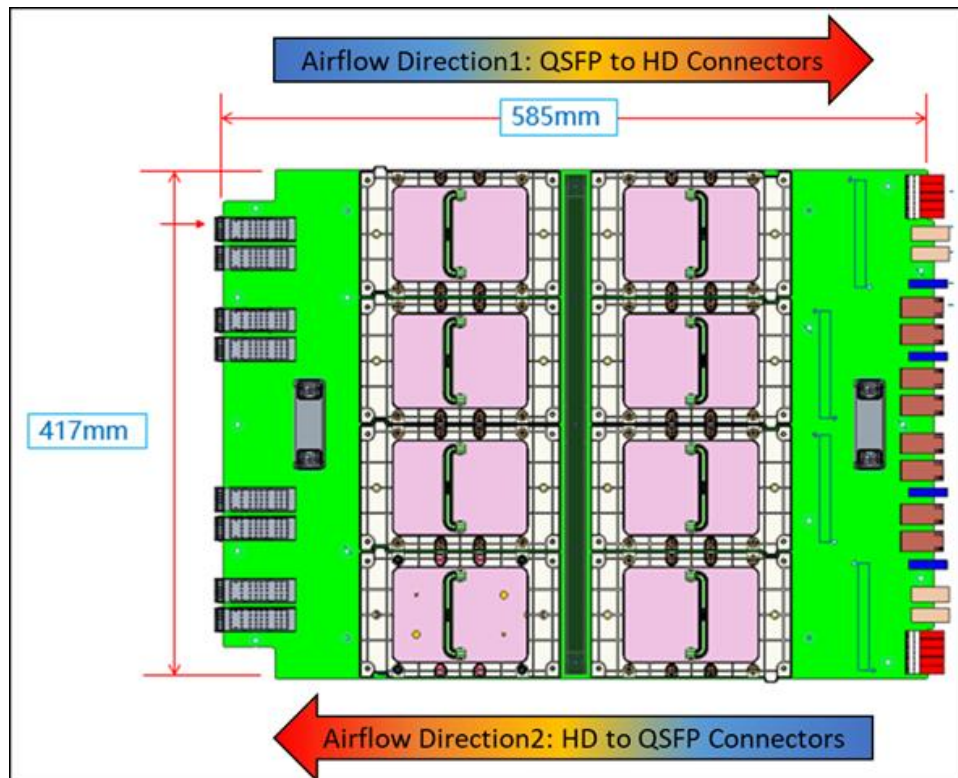 Airflow Direction1: QSFP to HD Connectors
585mm
417mm
Airflow Direction2: HD to QSFP Connectors